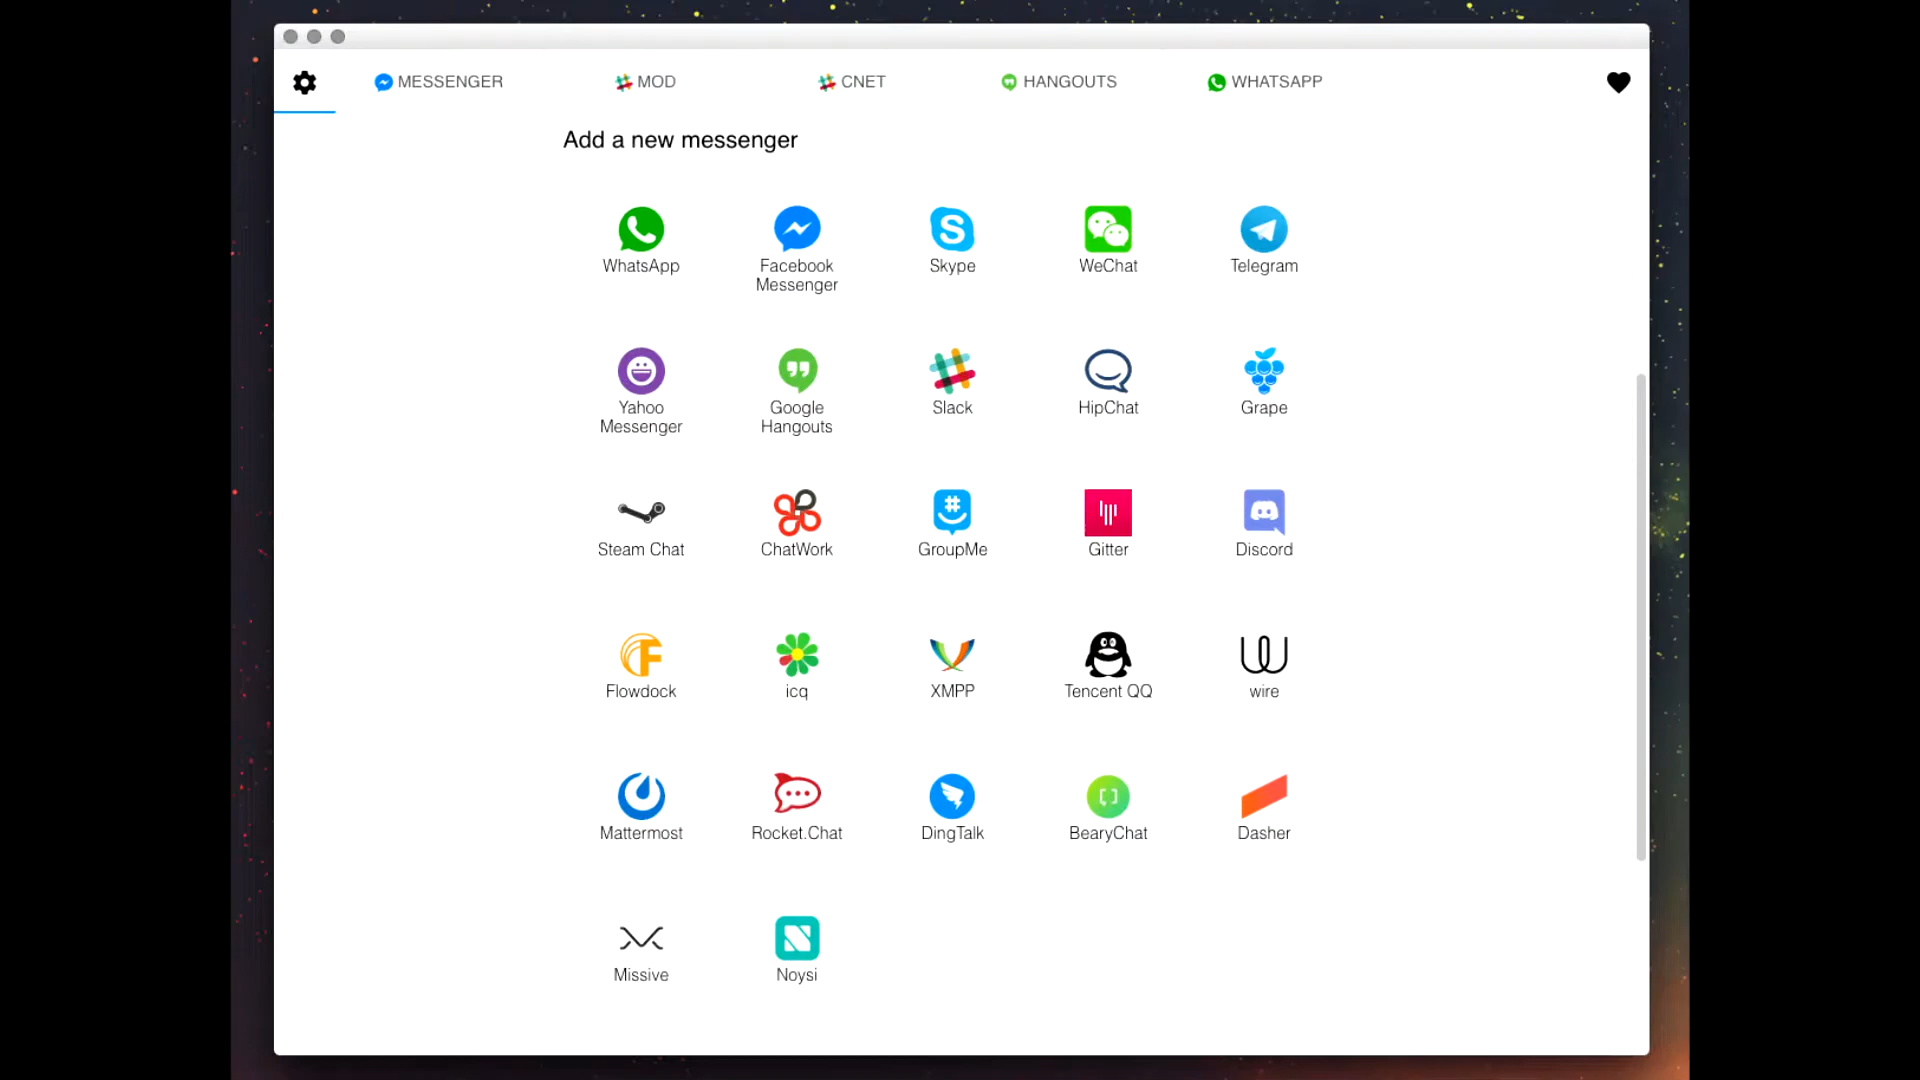 MESSENGER MOD CNET HANGOUTS WHATSAPP
Add a new messenger
WhatsApp Facebook Messenger Skype WeChat Telegram
Yahoo Messenger Google Hangouts Slack HipChat Grape
Steam Chat ChatWork GroupMe Gitter Discord
Flowdock icq XMPP Tencent QQ wire
Mattermost Rocket.Chat DingTalk BearyChat Dasher
Missive Noysi